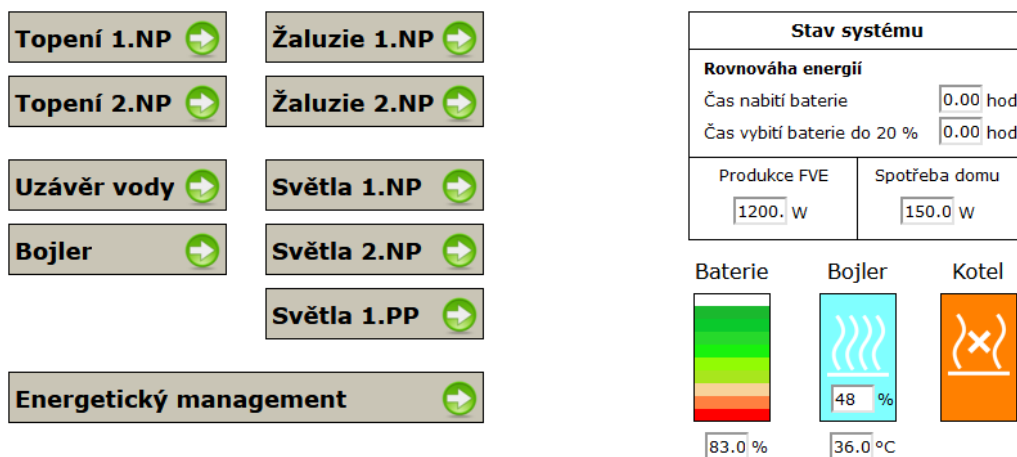 Topení 1.NP
Žaluzie 1.NP
Topení 2.NP
Žaluzie 2.NP
Uzávěr vody
Světla 1.NP
Bojler
Světla 2.NP
Světla 1.PP
Energetický management
Stav systému
Rovnováha energií
Čas nabití baterie 0.00 hod
Čas vybití baterie do 20 % 0.00 hod
Produkce FVE
Spotřeba domu
1200. W
150.0 W
Baterie
Bojler
Kotel
48 %
83.0 %
36.0 °C